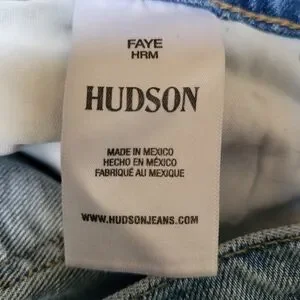 FAYE
HRM
HUDSON
MADE IN MEXICO
HECHO EN MÉXICO
FABRIQUÉ AU MEXIQUE
WWW.HUDSONJEANS.COM